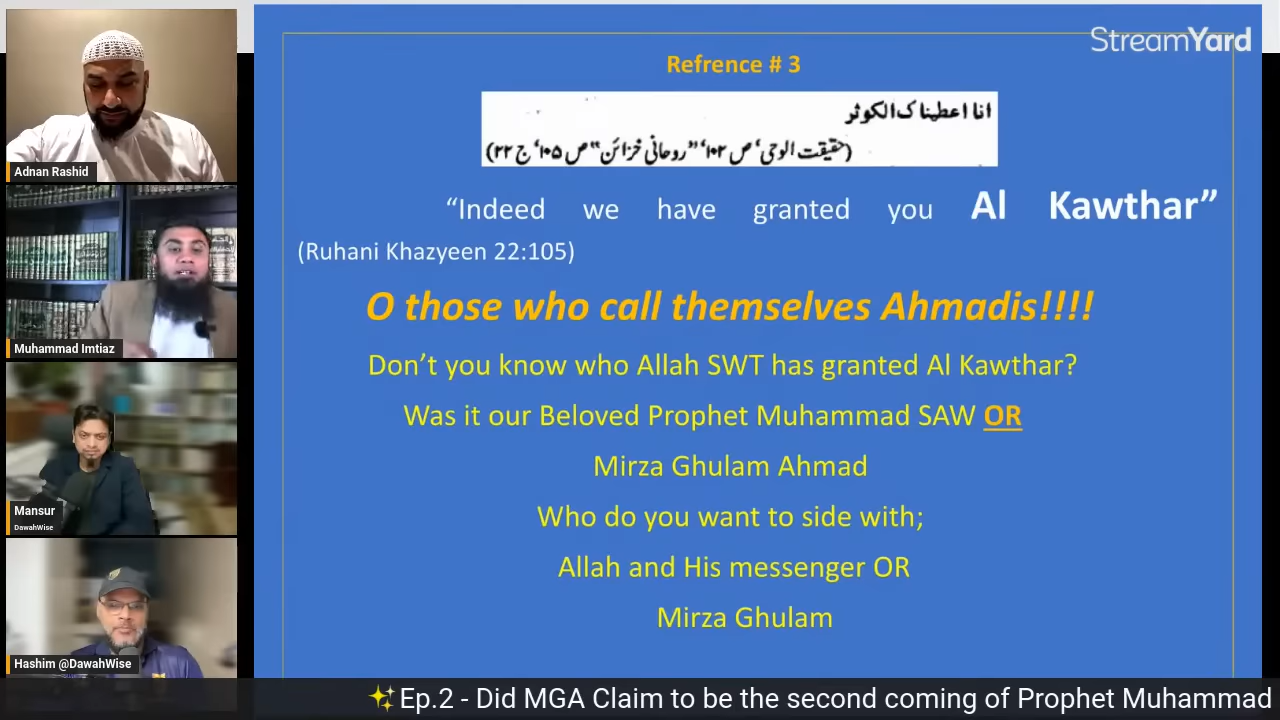 StreamYard
Refrence # 3
انا اعطیناک الکوثر
(حقیقت الوحی‘ ص ۱۰۲‘ ”روحانی خزائن“ ص ۱۰۵‘ ج ۲۲)
“Indeed we have granted you Al Kawthar”
(Ruhani Khazyeen 22:105)
O those who call themselves Ahmadis!!!!
Don’t you know who Allah SWT has granted Al Kawthar?
Was it our Beloved Prophet Muhammad SAW OR
Mirza Ghulam Ahmad
Who do you want to side with;
Allah and His messenger OR
Mirza Ghulam
Adnan Rashid
Muhammad Imtiaz
Mansur
DawahWise
Hashim @DawahWise
✨Ep.2 - Did MGA Claim to be the second coming of Prophet Muhammad